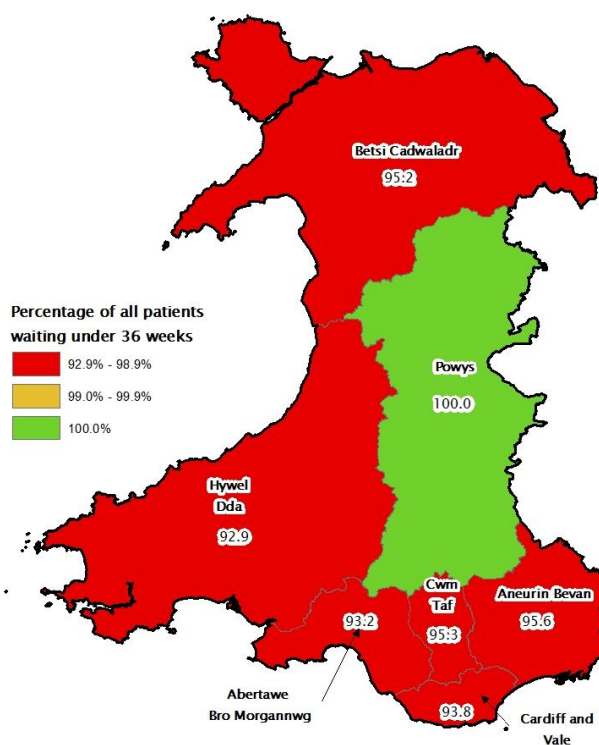 Betsi Cadwaladr
95.2
Percentage of all patients
waiting under 36 weeks
92.9% - 98.9%
99.0% - 99.9%
100.0%
Powys
100.0
Hywel
Dda
92.9
Cwm
Taf
95.3
Aneurin Bevan
95.6
93.2
Abertawe
Bro Morgannwg
93.8
Cardiff and
Vale